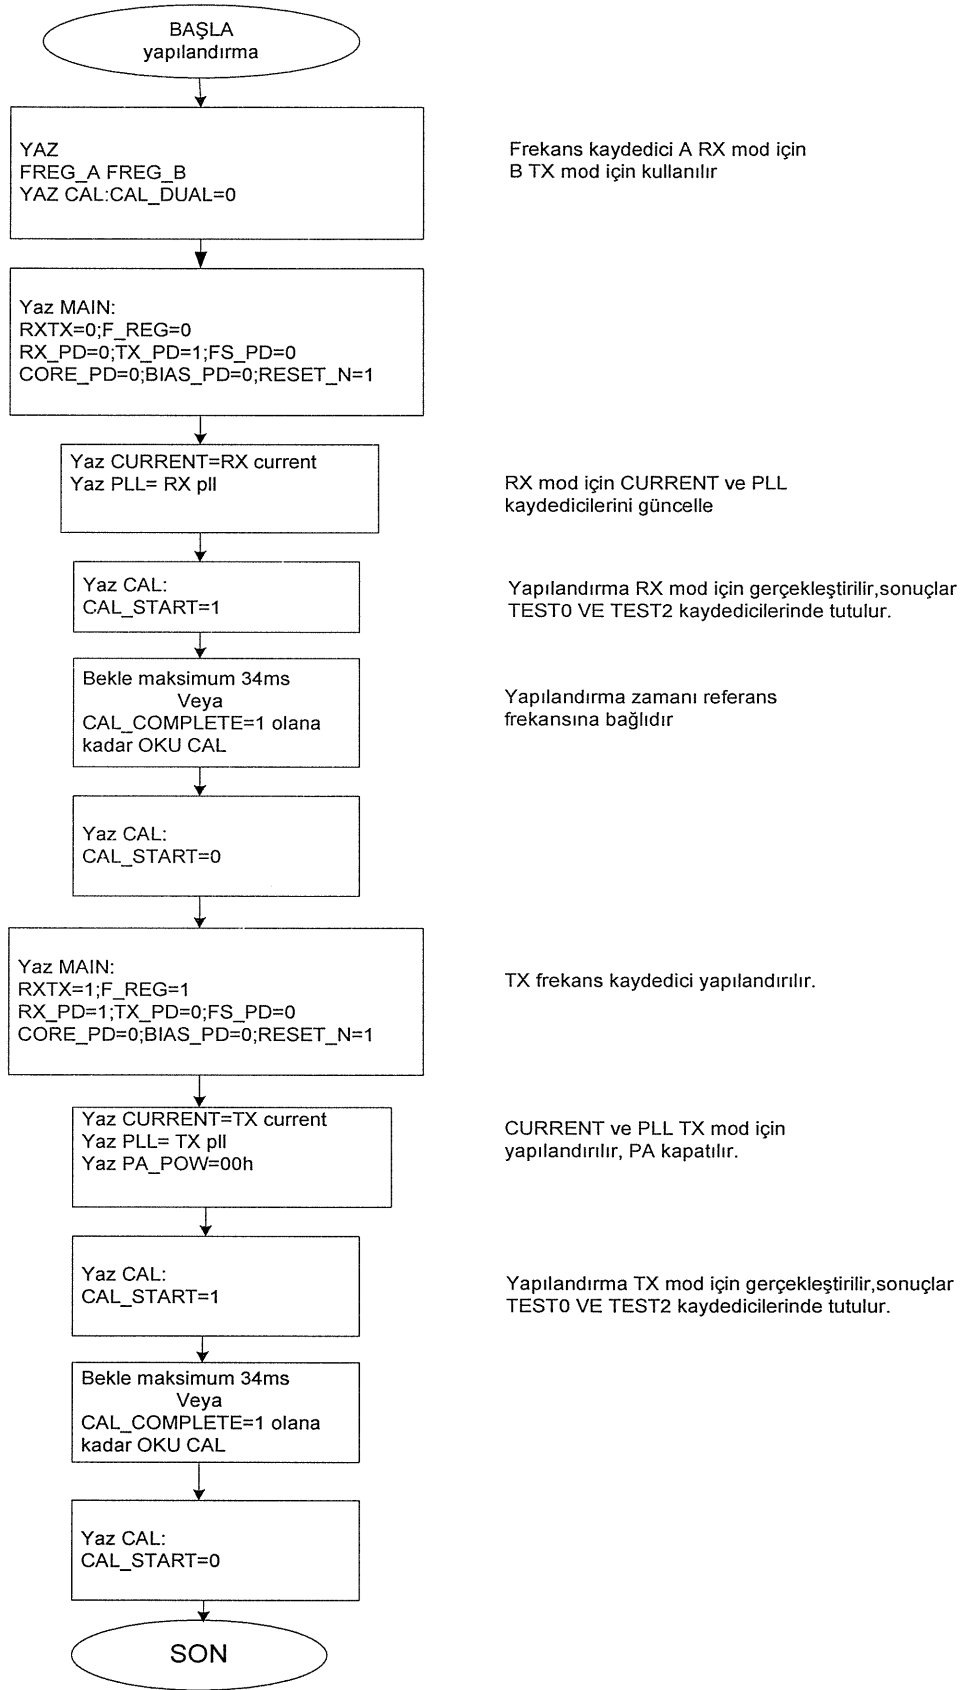 BAŞLA
yapılandırma
YAZ
FREG_A FREG_B
YAZ CAL:CAL_DUAL=0
Frekans kaydedici A RX mod için
B TX mod için kullanılır
Yaz MAIN:
RXTX=0;F_REG=0
RX_PD=0;TX_PD=1;FS_PD=0
CORE_PD=0;BIAS_PD=0;RESET_N=1
Yaz CURRENT=RX current
Yaz PLL= RX pll
RX mod için CURRENT ve PLL
kaydedicilerini güncelle
Yaz CAL:
CAL_START=1
Yapılandırma RX mod için gerçekleştirilir,sonuçlar
TEST0 VE TEST2 kaydedicilerinde tutulur.
Bekle maksimum 34ms
Veya
CAL_COMPLETE=1 olana
kadar OKU CAL
Yapılandırma zamanı referans
frekansına bağlıdır
Yaz CAL:
CAL_START=0
Yaz MAIN:
RXTX=1;F_REG=1
RX_PD=1;TX_PD=0;FS_PD=0
CORE_PD=0;BIAS_PD=0;RESET_N=1
TX frekans kaydedici yapılandırılır.
Yaz CURRENT=TX current
Yaz PLL= TX pll
Yaz PA_POW=00h
CURRENT ve PLL TX mod için
yapılandırılır, PA kapatılır.
Yaz CAL:
CAL_START=1
Yapılandırma TX mod için gerçekleştirilir,sonuçlar
TEST0 VE TEST2 kaydedicilerinde tutulur.
Bekle maksimum 34ms
Veya
CAL_COMPLETE=1 olana
kadar OKU CAL
Yaz CAL:
CAL_START=0
SON